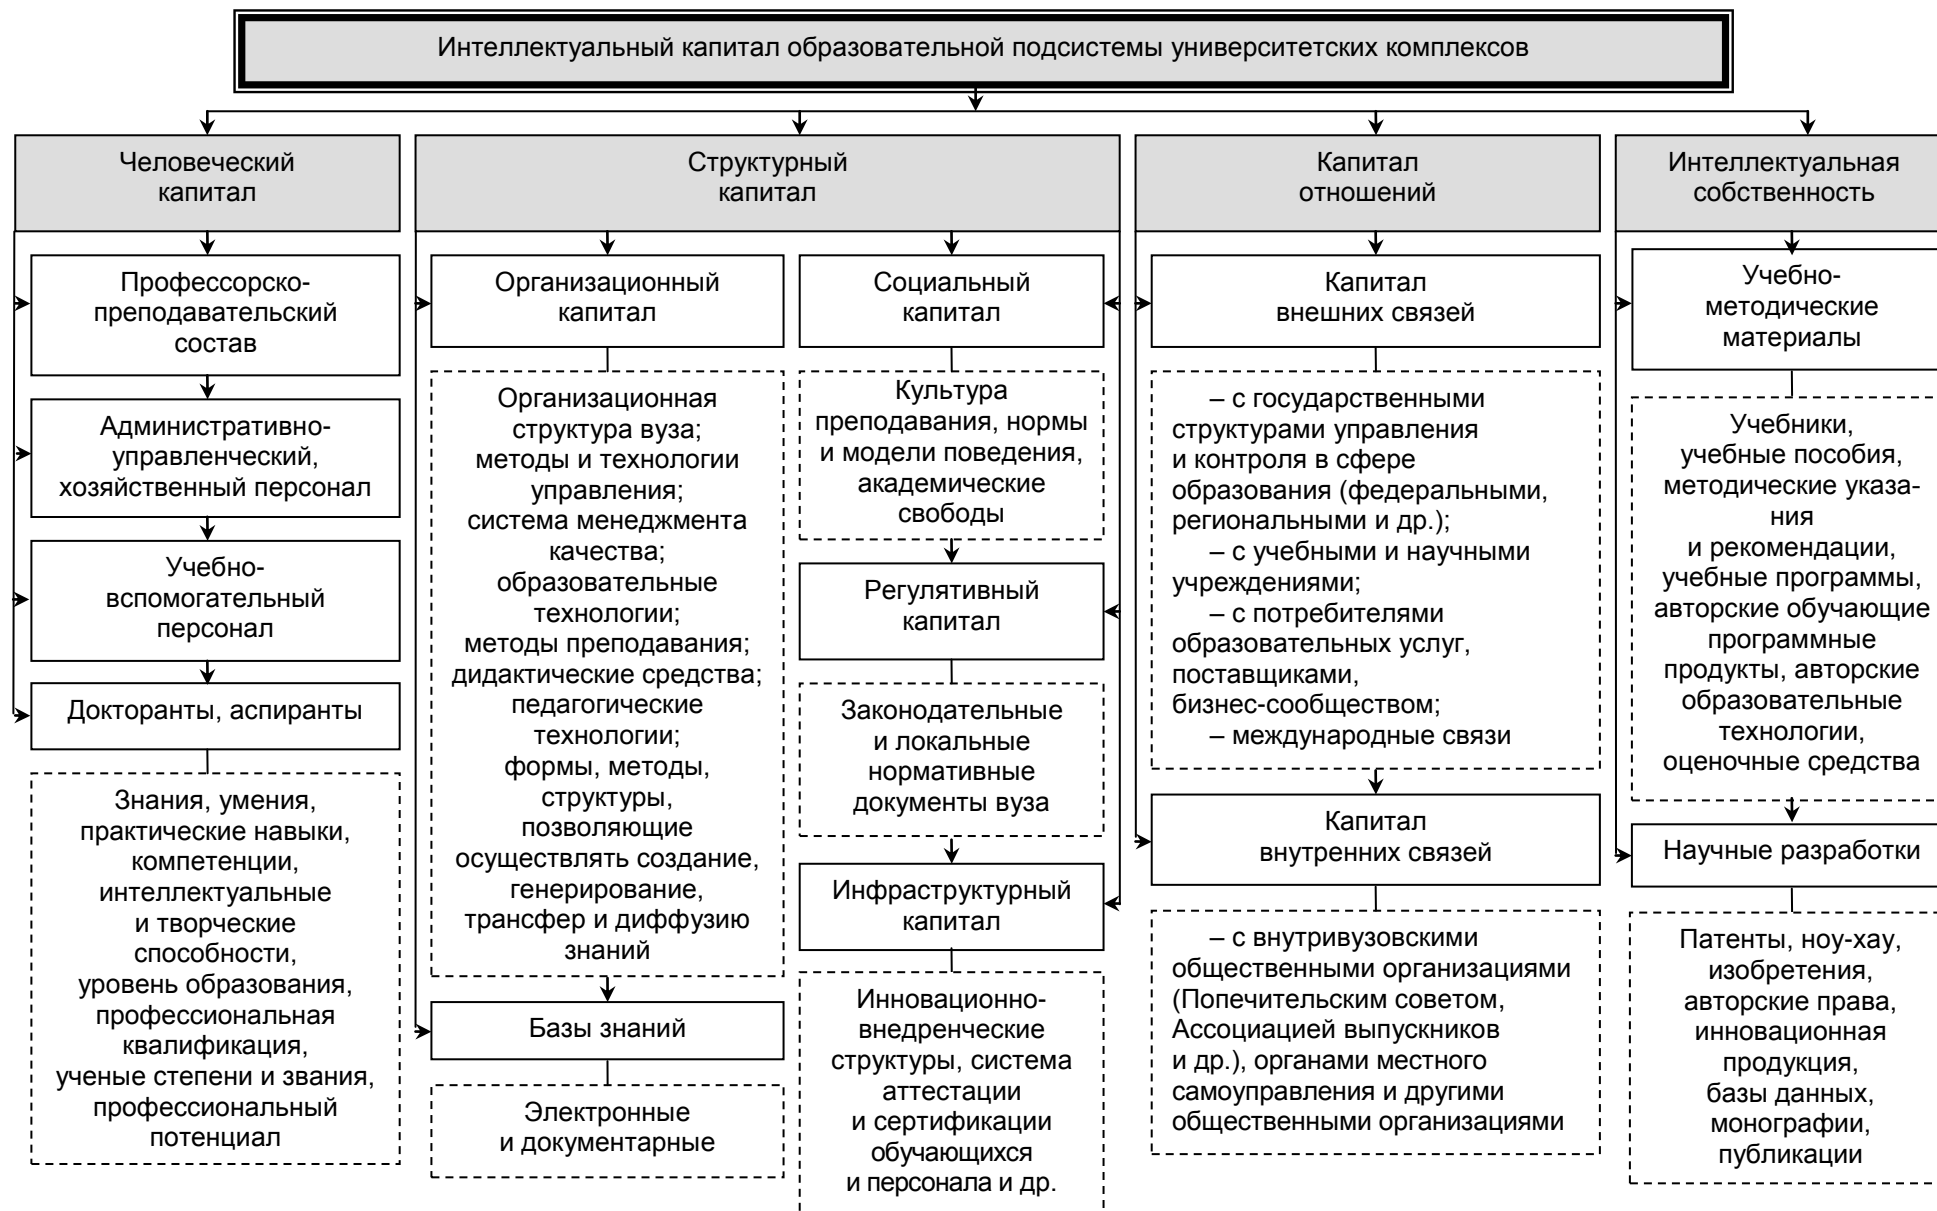 Интеллектуальный капитал образовательной подсистемы университетских комплексов
Человеческий
капитал
Профессорско-
преподавательский
состав
Административно-
управленческий,
хозяйственный персонал
Учебно-
вспомогательный
персонал
Докторанты, аспиранты
Знания, умения,
практические навыки,
компетенции,
интеллектуальные
и творческие
способности,
уровень образования,
профессиональная
квалификация,
ученые степени и звания,
профессиональный
потенциал
Структурный
капитал
Организационный
капитал
Организационная
структура вуза;
методы и технологии
управления;
система менеджмента
качества;
образовательные
технологии;
методы преподавания;
дидактические средства;
педагогические
технологии;
формы, методы,
структуры,
позволяющие
осуществлять создание,
генерирование,
трансфер и диффузию
знаний
Базы знаний
Электронные
и документарные
Социальный
капитал
Культура
преподавания, нормы
и модели поведения,
академические
свободы
Регулятивный
капитал
Законодательные
и локальные
нормативные
документы вуза
Инфраструктурный
капитал
Инновационно-
внедренческие
структуры, система
аттестации
и сертификации
обучающихся
и персонала и др.
Капитал
отношений
Капитал
внешних связей
– с государственными
структурами управления
и контроля в сфере
образования (федеральными,
региональными и др.);
– с учебными и научными
учреждениями;
– с потребителями
образовательных услуг,
поставщиками,
бизнес-сообществом;
– международные связи
Капитал
внутренних связей
– с внутривузовскими
общественными организациями
(Попечительским советом,
Ассоциацией выпускников
и др.), органами местного
самоуправления и другими
общественными организациями
Интеллектуальная
собственность
Учебно-
методические
материалы
Учебники,
учебные пособия,
методические указа-
ния
и рекомендации,
учебные программы,
авторские обучающие
программные
продукты, авторские
образовательные
технологии,
оценочные средства
Научные разработки
Патенты, ноу-хау,
изобретения,
авторские права,
инновационная
продукция,
базы данных,
монографии,
публикации